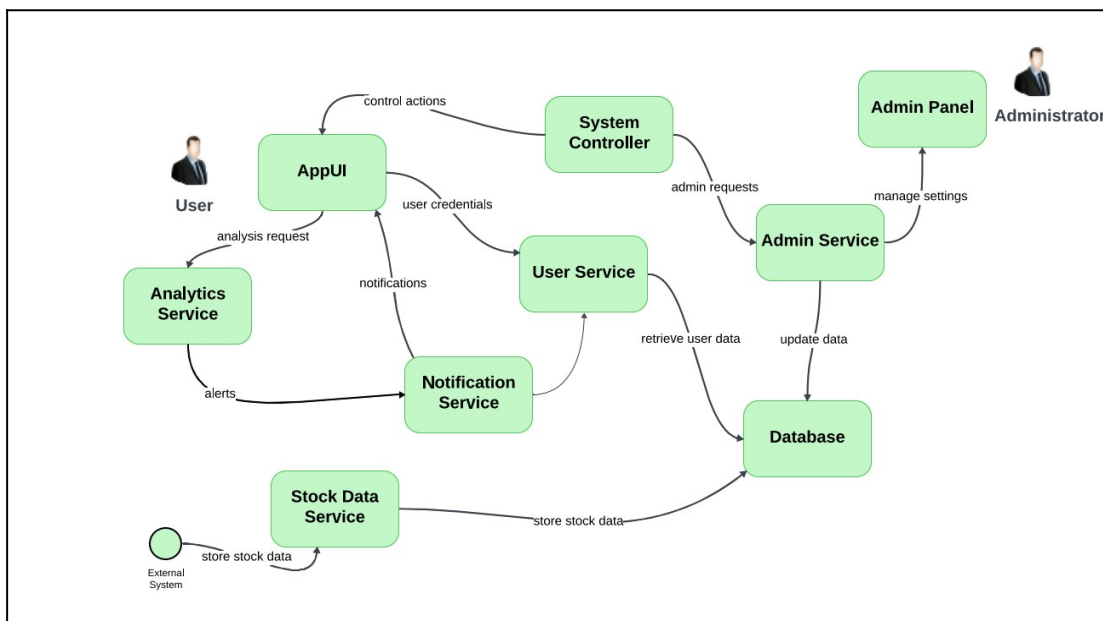 Admin Panel
Administrator
control actions
System
Controller
AppUI
User
admin requests
manage settings
user credentials
analysis request
Admin Service
User Service
notifications
Analytics
Service
retrieve user data
update data
alerts
Notification
Service
Database
Stock Data
Service
store stock data
store stock data
External
System